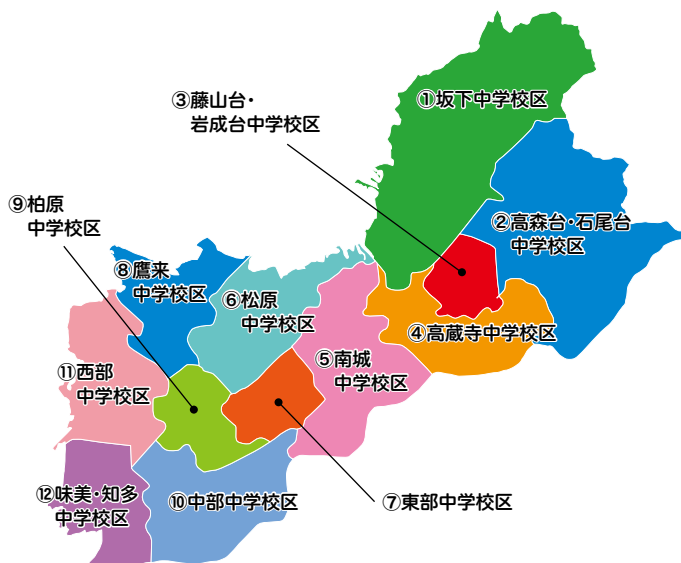 ①坂下中学校区
③藤山台・
岩成台中学校区
②高森台・石尾台
中学校区
⑨柏原
中学校区
⑧鷹来
中学校区
⑥松原
中学校区
④高蔵寺中学校区
⑤南城
中学校区
⑪西部
中学校区
⑫味美・知多
中学校区
⑩中部中学校区
⑦東部中学校区